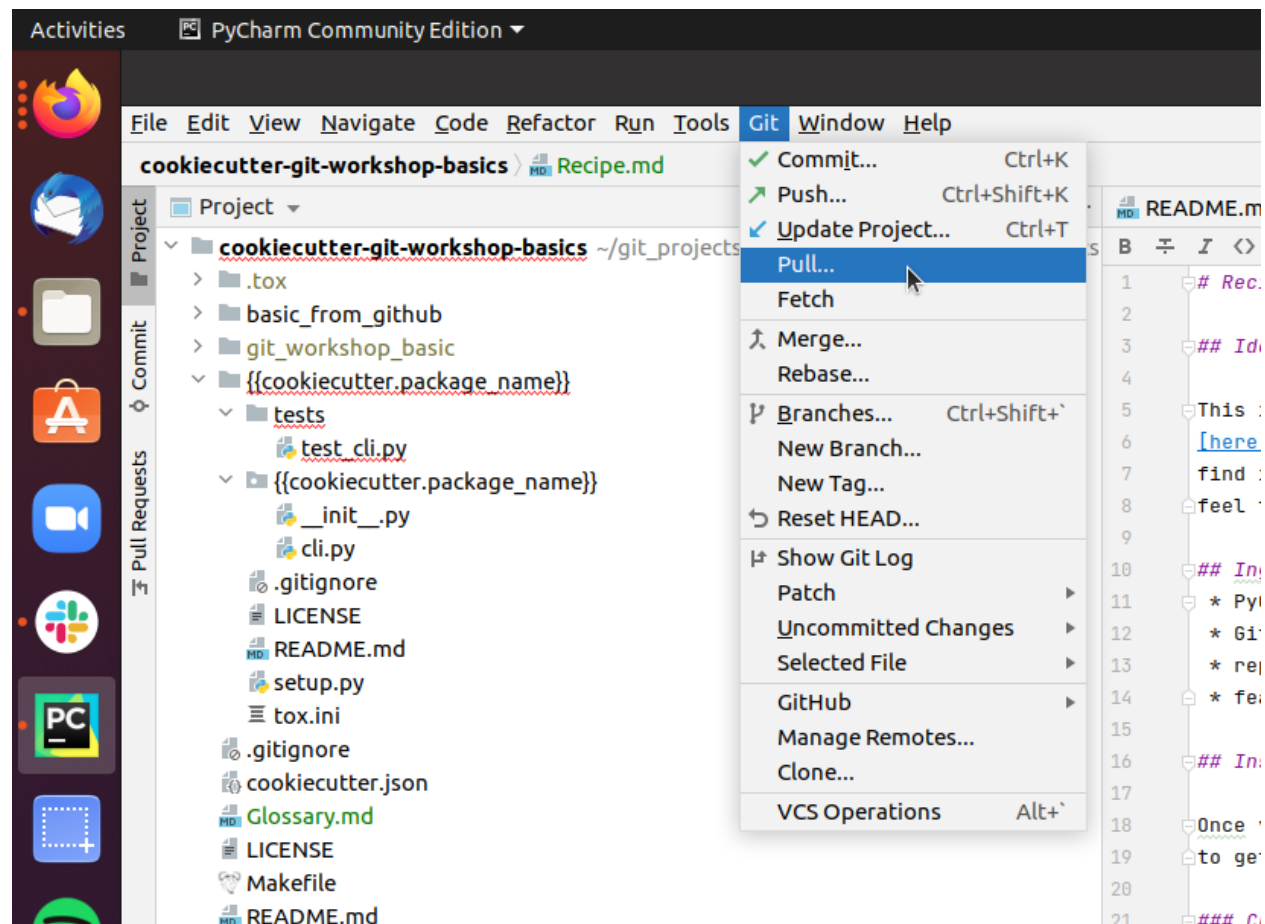 Activities PyCharm Community Edition
File Edit View Navigate Code Refactor Run Tools Git Window Help
cookiecutter-git-workshop-basics Recipe.md
Project
Project
Commit
Pull Requests
cookiecutter-git-workshop-basics ~/git_projects
.tox
basic_from_github
git_workshop_basic
{{cookiecutter.package_name}}
tests
test_cli.py
{{cookiecutter.package_name}}
__init__.py
cli.py
.gitignore
LICENSE
README.md
setup.py
tox.ini
.gitignore
cookiecutter.json
Glossary.md
LICENSE
Makefile
README.md
Commit... Ctrl+K
Push... Ctrl+Shift+K
Update Project... Ctrl+T
Pull...
Fetch
Merge...
Rebase...
Branches... Ctrl+Shift+`
New Branch...
New Tag...
Reset HEAD...
Show Git Log
Patch
Uncommitted Changes
Selected File
GitHub
Manage Remotes...
Clone...
VCS Operations Alt+`
README.m
B I <>
1 # Reci
2
3 ## Ide
4
5 This
6 [here
7 find
8 feel
9
10 ## Ing
11 * PyC
12 * Git
13 * rep
14 * fea
15
16 ## Ins
17
18 Once
19 to get
20
21 ### C
PC